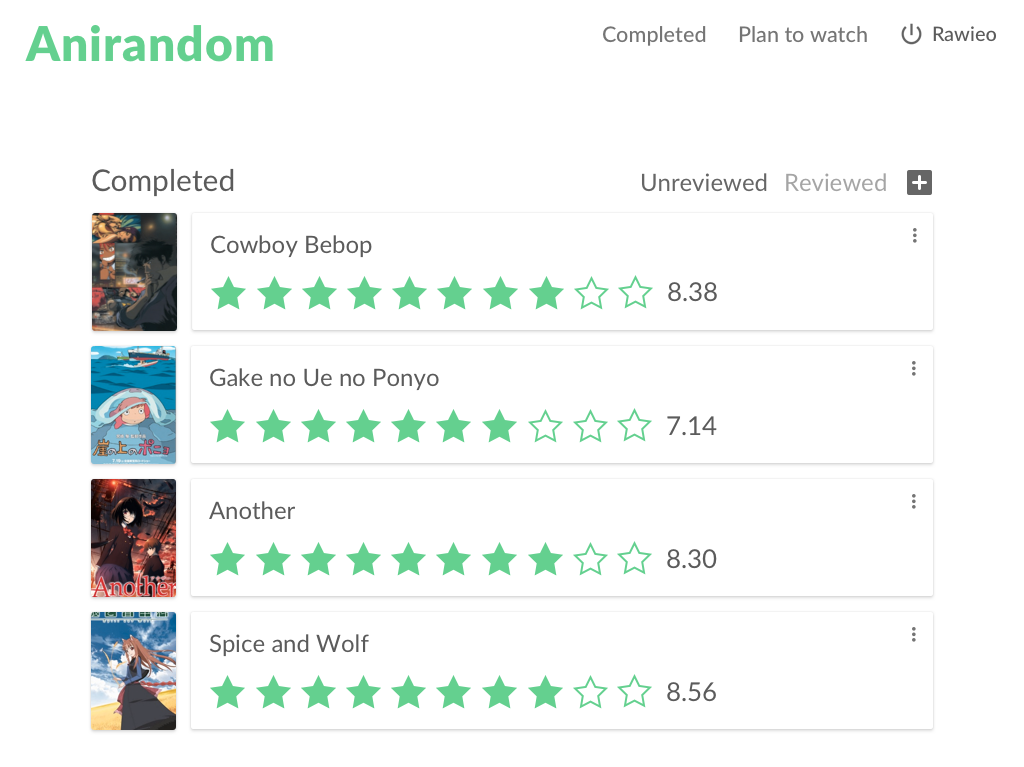 Anirandom
Completed Plan to watch Rawieo
Completed
Unreviewed Reviewed
Cowboy Bebop
8.38
崖の上のポニョ
Gake no Ue no Ponyo
7.14
Another
Another
8.30
Spice and Wolf
8.56